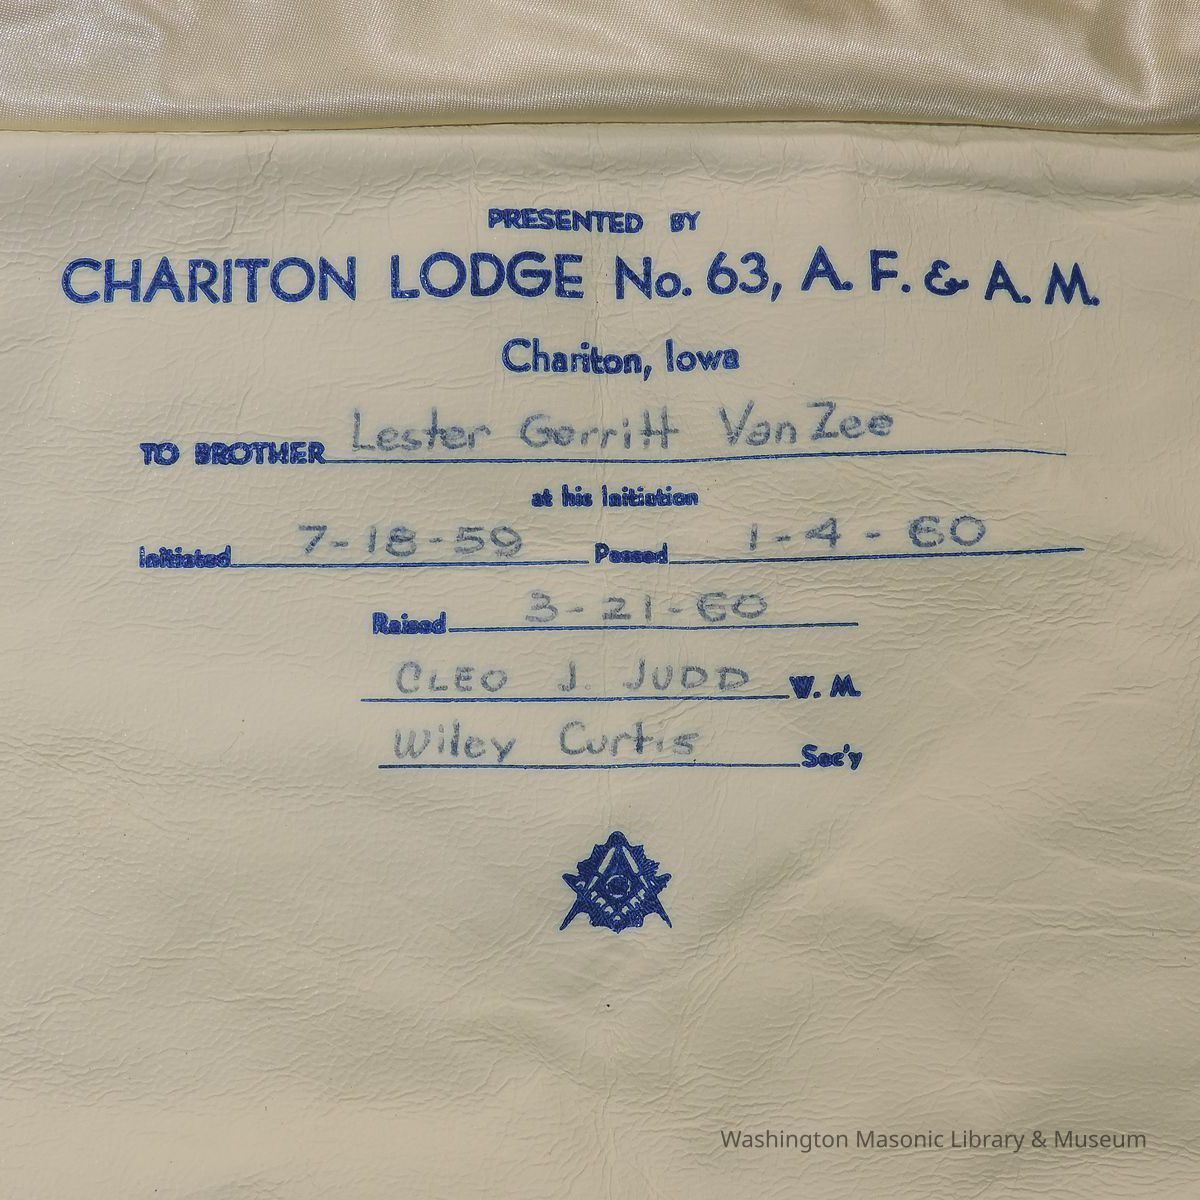 PRESENTED BY
CHARITON LODGE No. 63, A. F. & A. M.
Chariton, Iowa
TO BROTHER Lester Gerritt Van Zee
at his Initiation
Initiated 7-18-59 Passed 1-4-60
Raised 3-21-60
CLEO J. JUDD W. M.
Wiley Curtis Sec'y
Washington Masonic Library & Museum